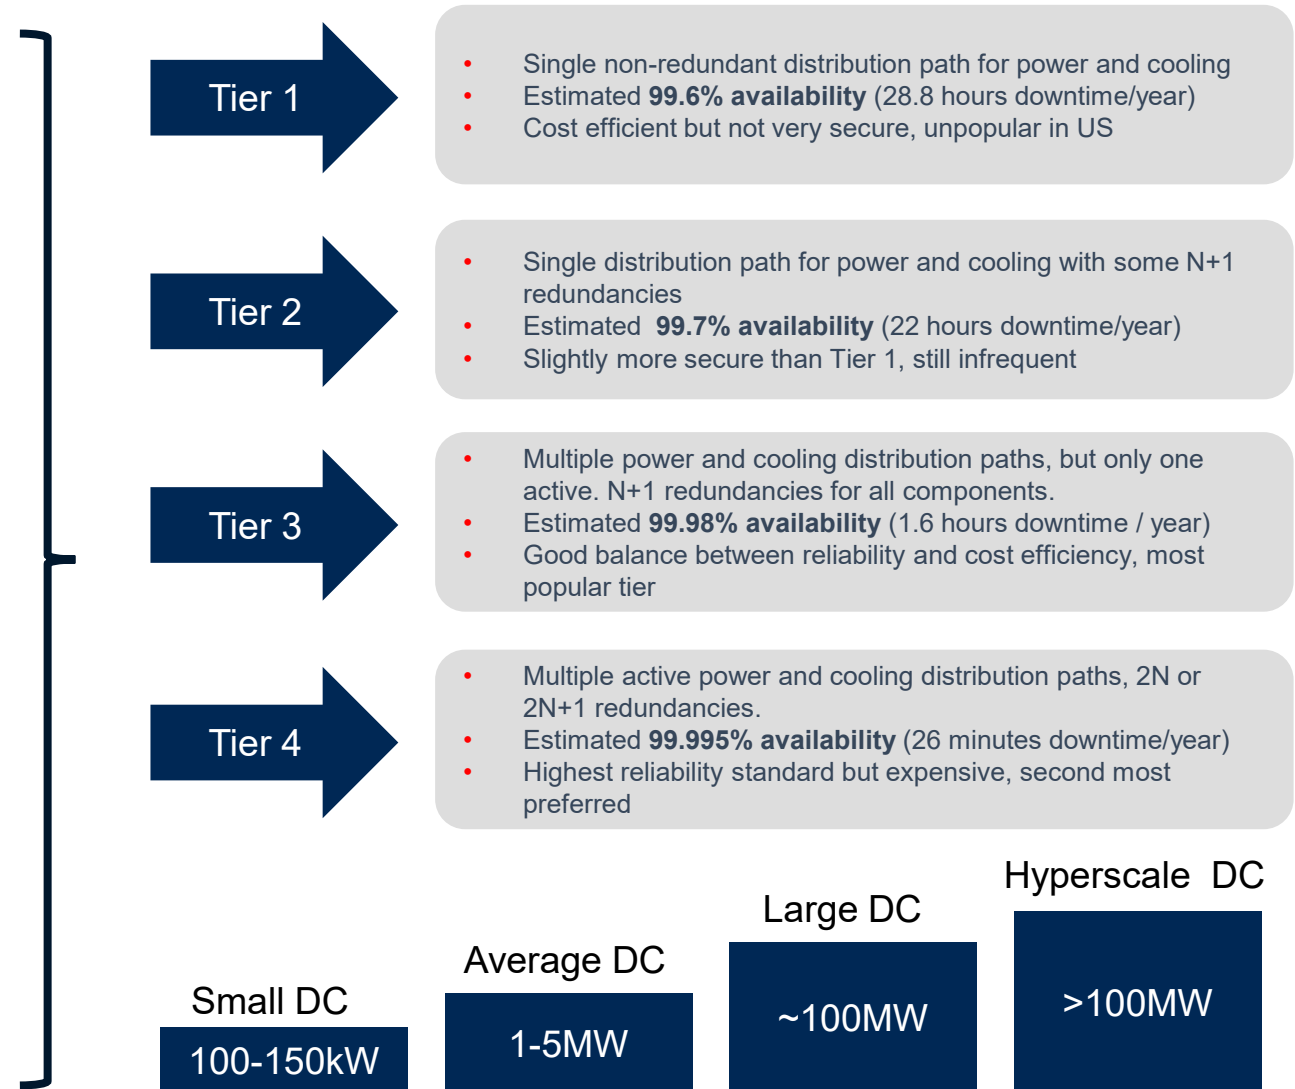 Tier 1
• Single non-redundant distribution path for power and cooling
• Estimated 99.6% availability (28.8 hours downtime/year)
• Cost efficient but not very secure, unpopular in US
Tier 2
• Single distribution path for power and cooling with some N+1
redundancies
• Estimated  99.7% availability (22 hours downtime/year)
• Slightly more secure than Tier 1, still infrequent
Tier 3
• Multiple power and cooling distribution paths, but only one
active. N+1 redundancies for all components.
• Estimated 99.98% availability (1.6 hours downtime / year)
• Good balance between reliability and cost efficiency, most
popular tier
Tier 4
• Multiple active power and cooling distribution paths, 2N or
2N+1 redundancies.
• Estimated 99.995% availability (26 minutes downtime/year)
• Highest reliability standard but expensive, second most
preferred
Small DC
100-150kW
Average DC
1-5MW
Large DC
~100MW
Hyperscale  DC
>100MW